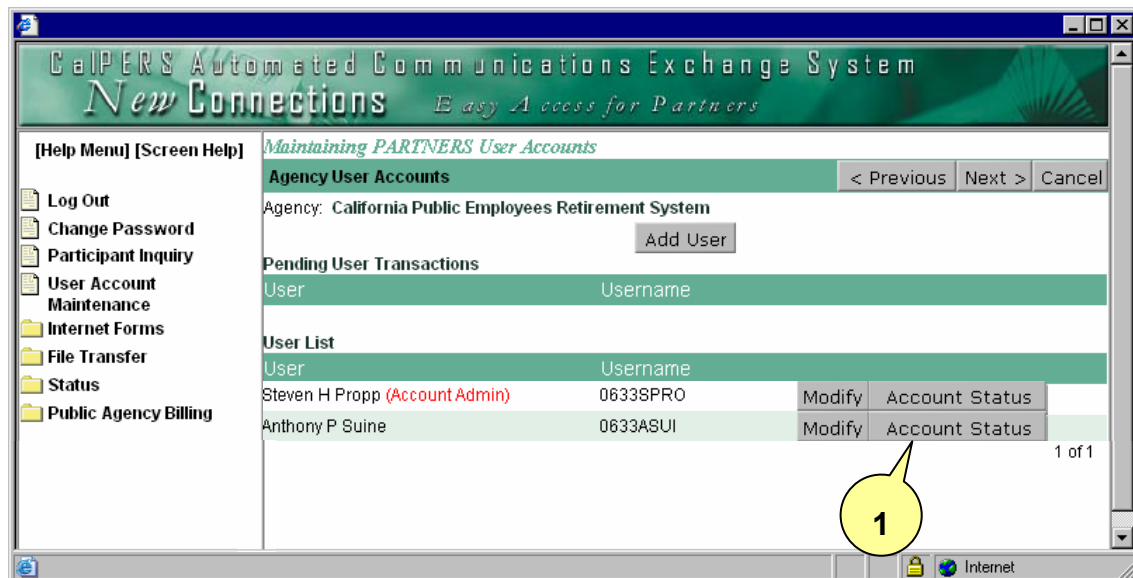 CalPERS Automated Communications Exchange System
New Connections Easy Access for Partners
[Help Menu] [Screen Help]
Log Out
Change Password
Participant Inquiry
User Account
Maintenance
Internet Forms
File Transfer
Status
Public Agency Billing
Maintaining PARTNERS User Accounts
Agency User Accounts < Previous Next > Cancel
Agency: California Public Employees Retirement System
Add User
Pending User Transactions
User Username
User List
User Username
Steven H Propp (Account Admin) 0633SPRO Modify Account Status
Anthony P Suine 0633ASUI Modify Account Status
1 of 1
1
Internet